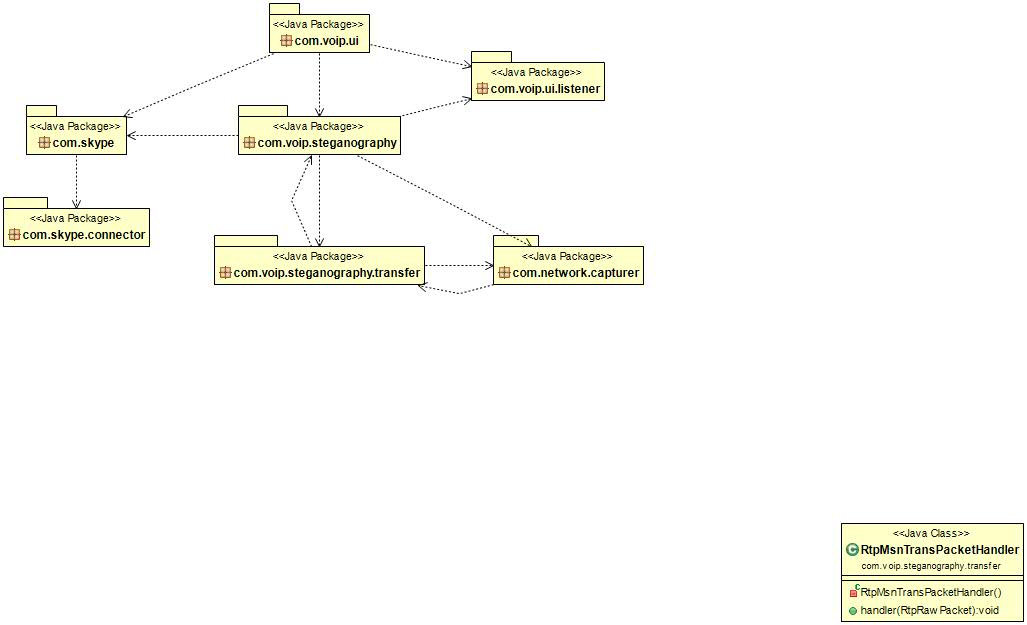 <<Java Package>>
com.voip.ui
<<Java Package>>
com.voip.ui.listener
<<Java Package>>
com.skype
<<Java Package>>
com.voip.steganography
<<Java Package>>
com.skype.connector
<<Java Package>>
com.voip.steganography.transfer
<<Java Package>>
com.network.capturer
<<Java Class>>
C RtpMsnTransPacketHandler
com.voip.steganography.transfer
C RtpMsnTransPacketHandler()
handler(RtpRawPacket):void